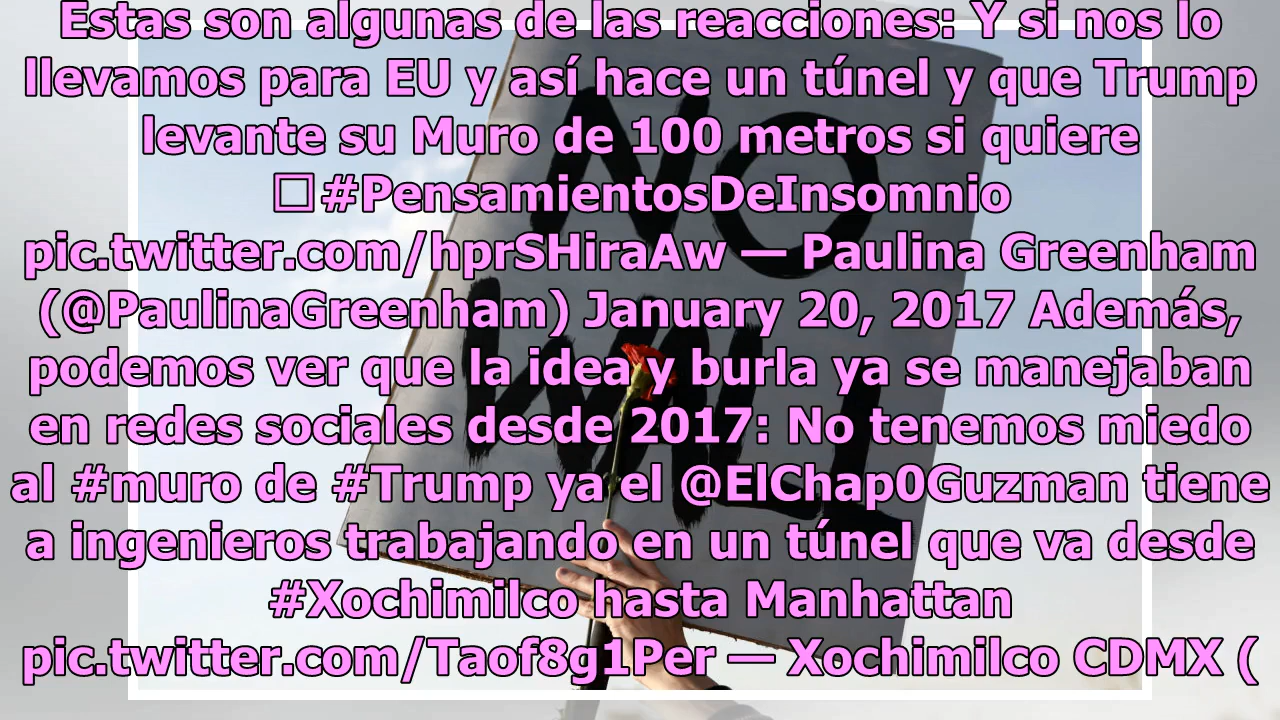 Estas son algunas de las reacciones: Y si nos lo
llevamos para EU y así hace un túnel y que Trump
levante su Muro de 100 metros si quiere
□#PensamientosDeInsomnio
pic.twitter.com/hprSHiraAw — Paulina Greenham
(@PaulinaGreenham) January 20, 2017 Además,
podemos ver que la idea y burla ya se manejaban
en redes sociales desde 2017: No tenemos miedo
al #muro de #Trump ya el @ElChap0Guzman tiene
a ingenieros trabajando en un túnel que va desde
#Xochimilco hasta Manhattan
pic.twitter.com/Taof8g1Per — Xochimilco CDMX (
NO
WALL